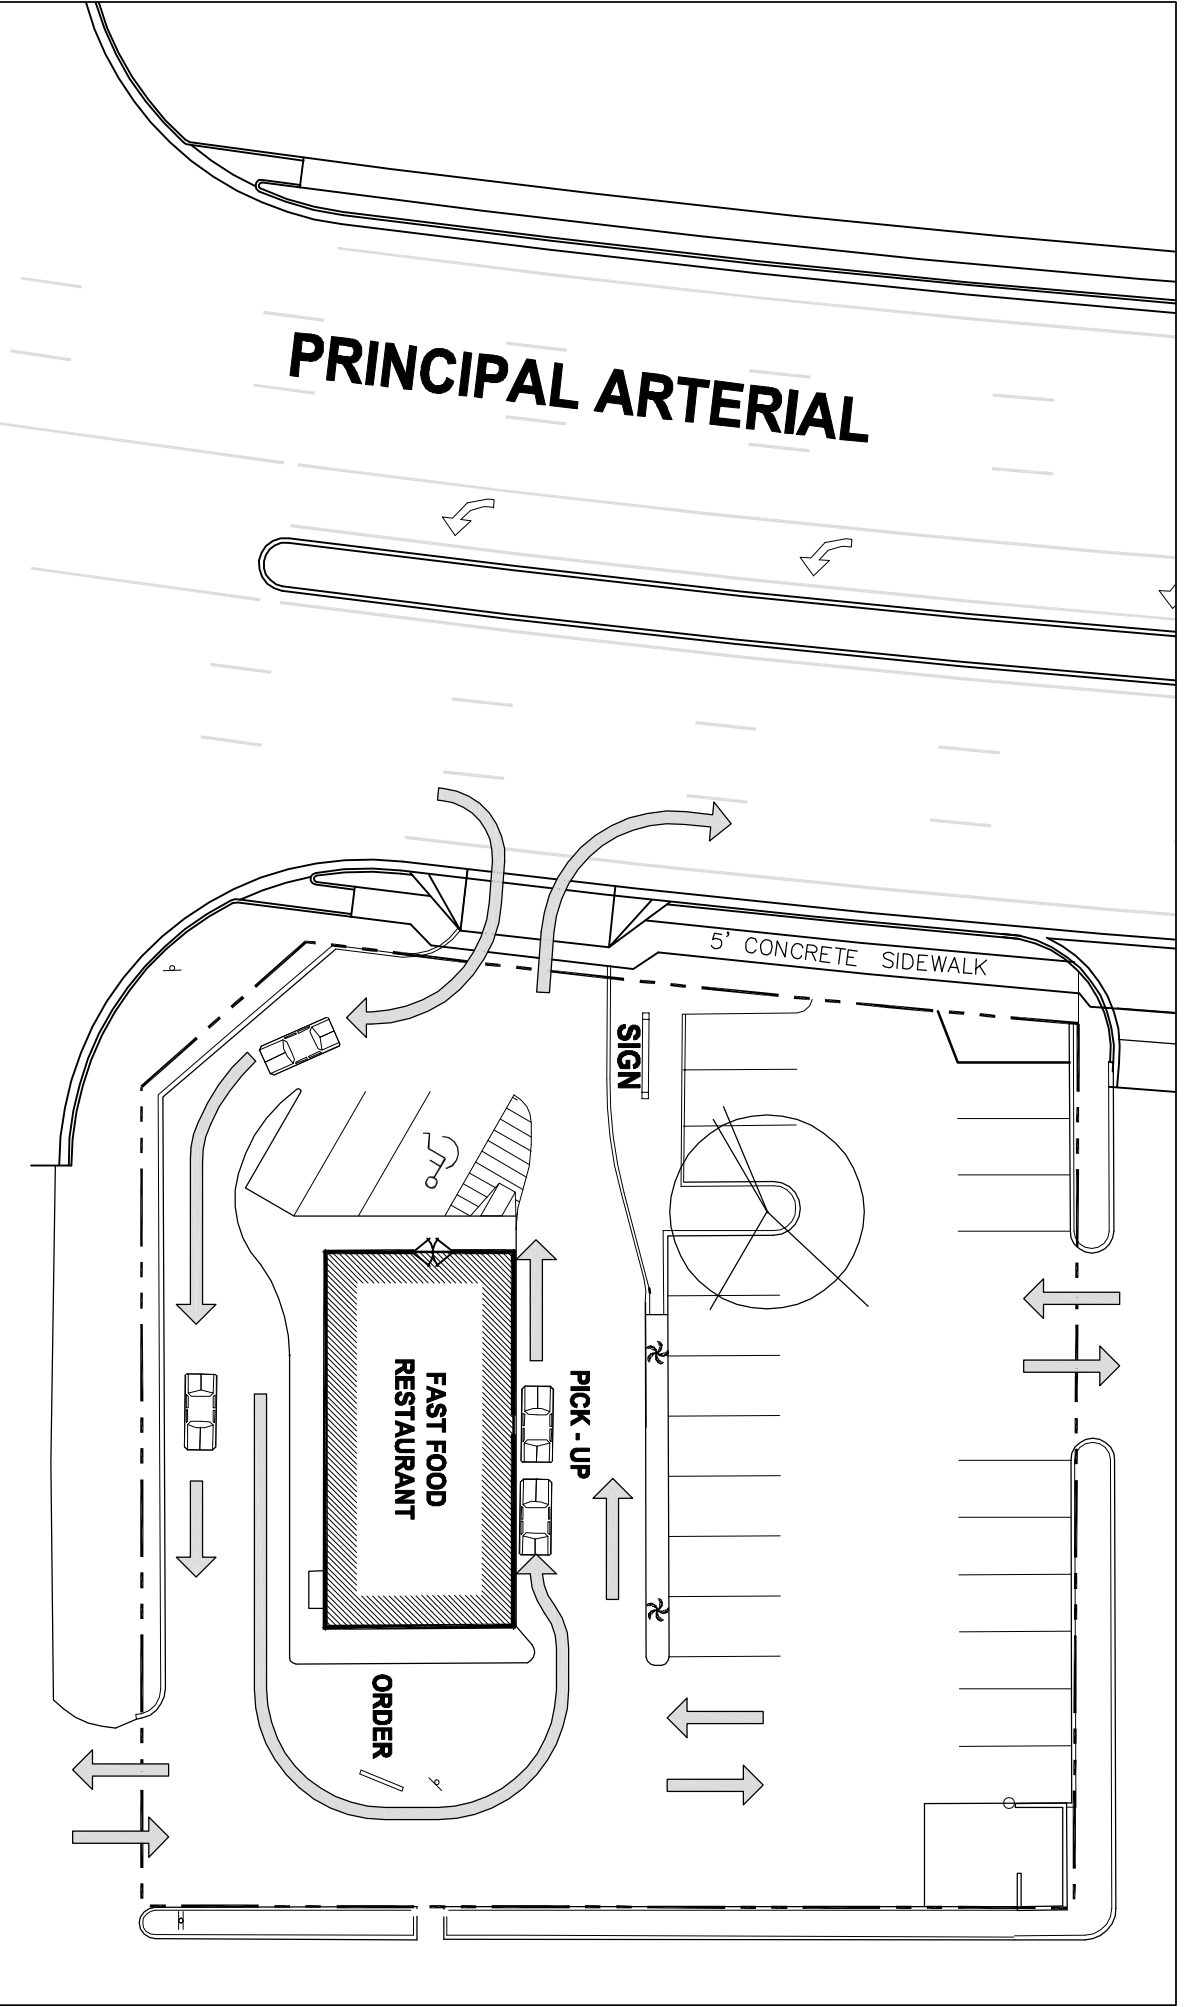 PRINCIPAL ARTERIAL
5' CONCRETE SIDEWALK
SIGN
PICK - UP
FAST FOOD
RESTAURANT
ORDER